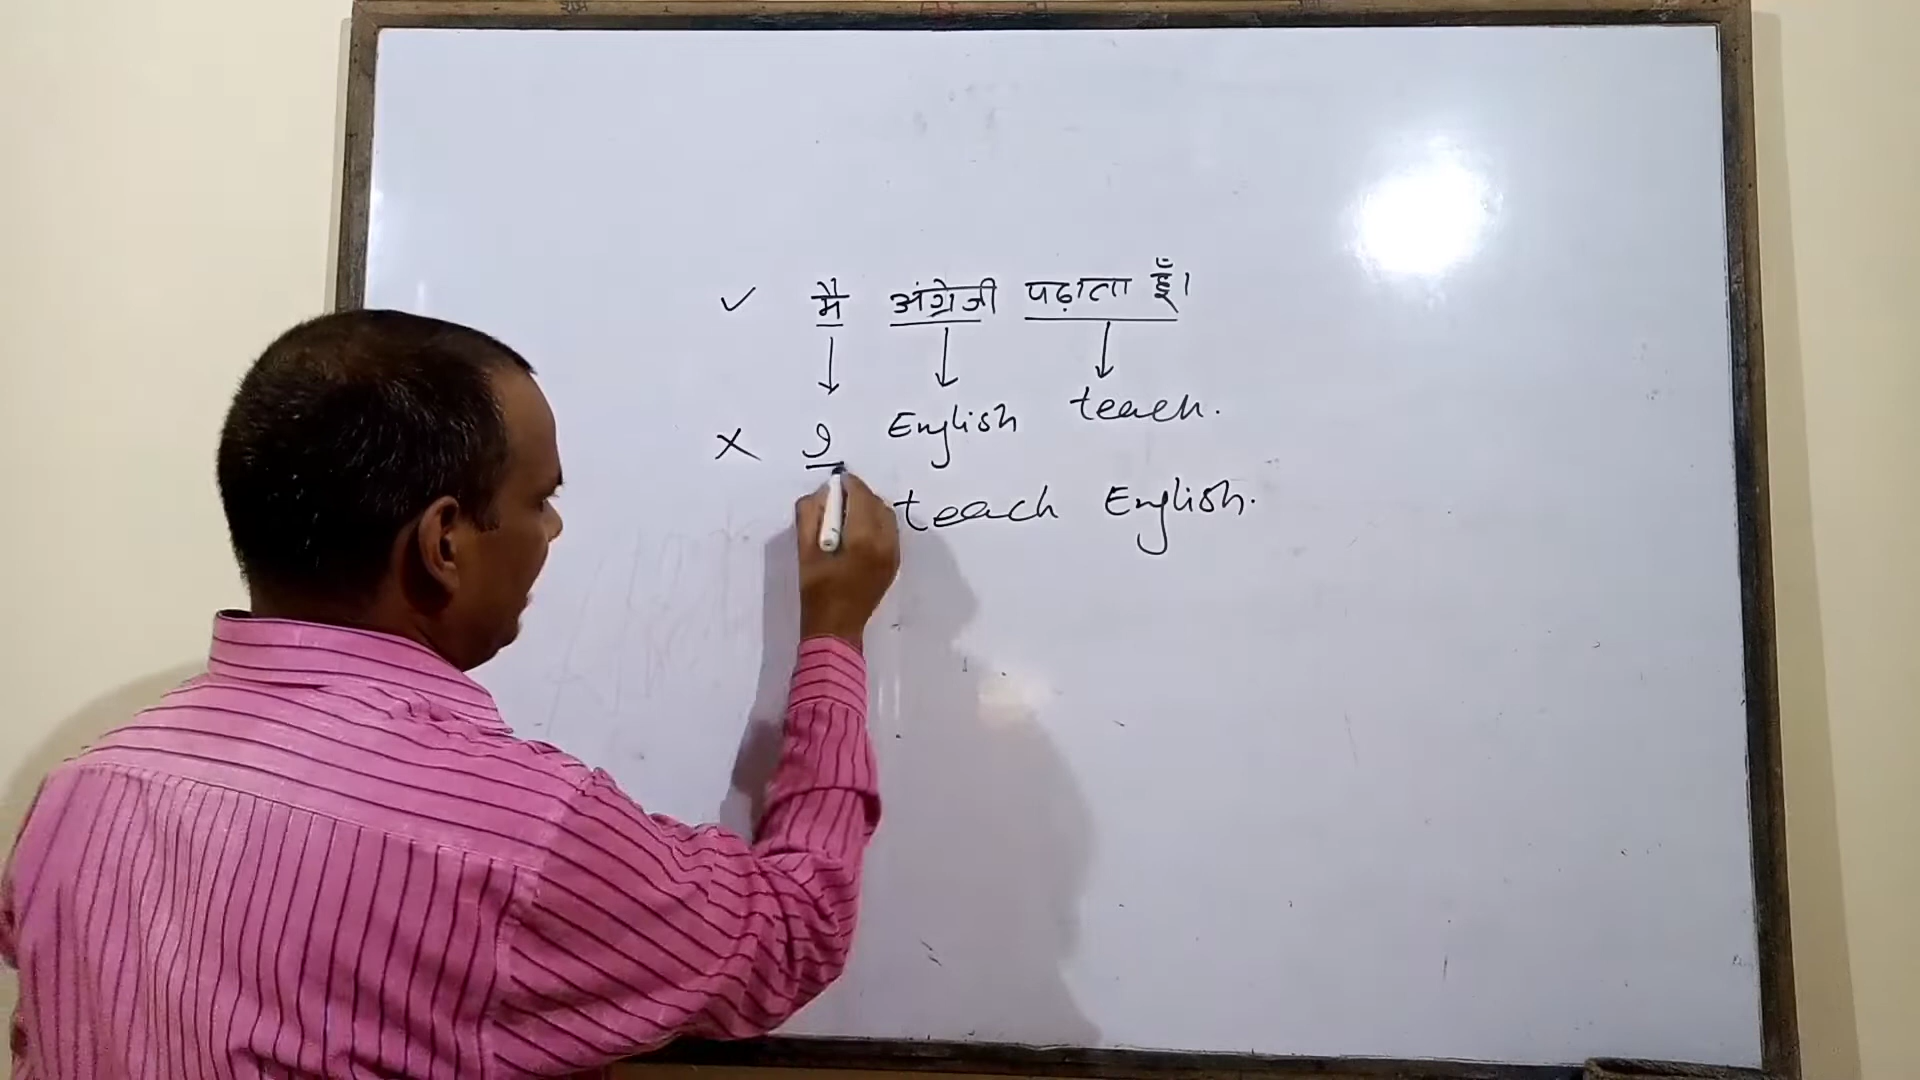 ✓ मै अंग्रेजी पढ़ाता हूँ।
↓ ↓ ↓
X I English teach.
teach English.